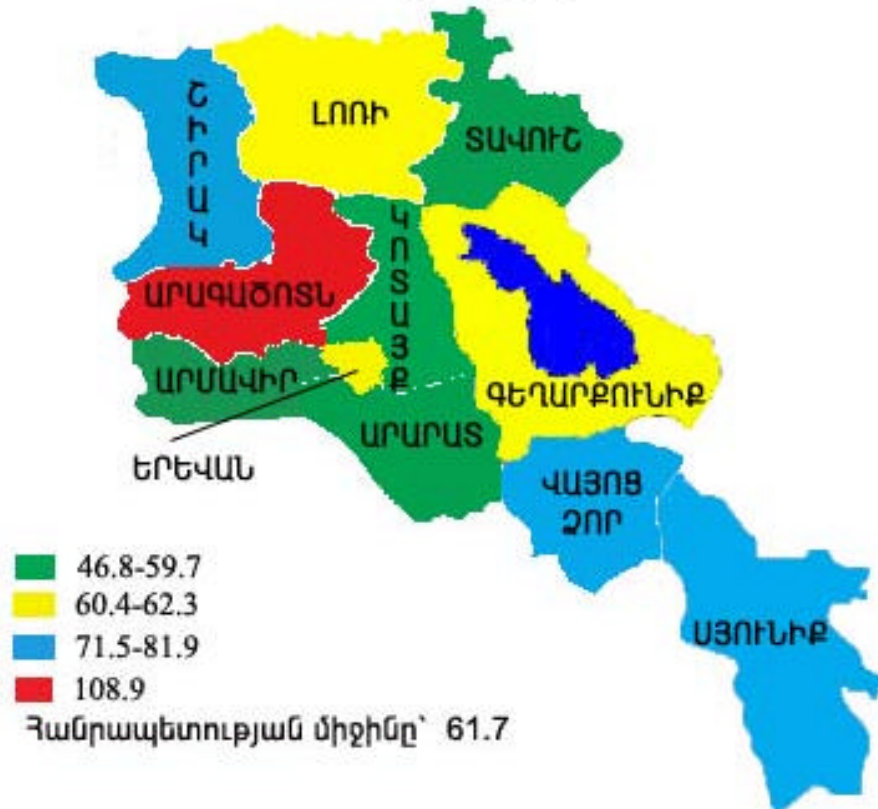 ՇԻՐԱԿ
ԼՈՌԻ
ՏԱՎՈՒՇ
ԿՈՏԱՅՔ
ԱՐԱԳԱԾՈՏՆ
ԱՐՄԱՎԻՐ
ԳԵՂԱՐՔՈՒՆԻՔ
ԱՐԱՐԱՏ
ԵՐԵՎԱՆ
ՎԱՅՈՑ
ՁՈՐ
ՍՅՈՒՆԻՔ
46.8-59.7
60.4-62.3
71.5-81.9
108.9
Հանրապետության միջինը՝ 61.7